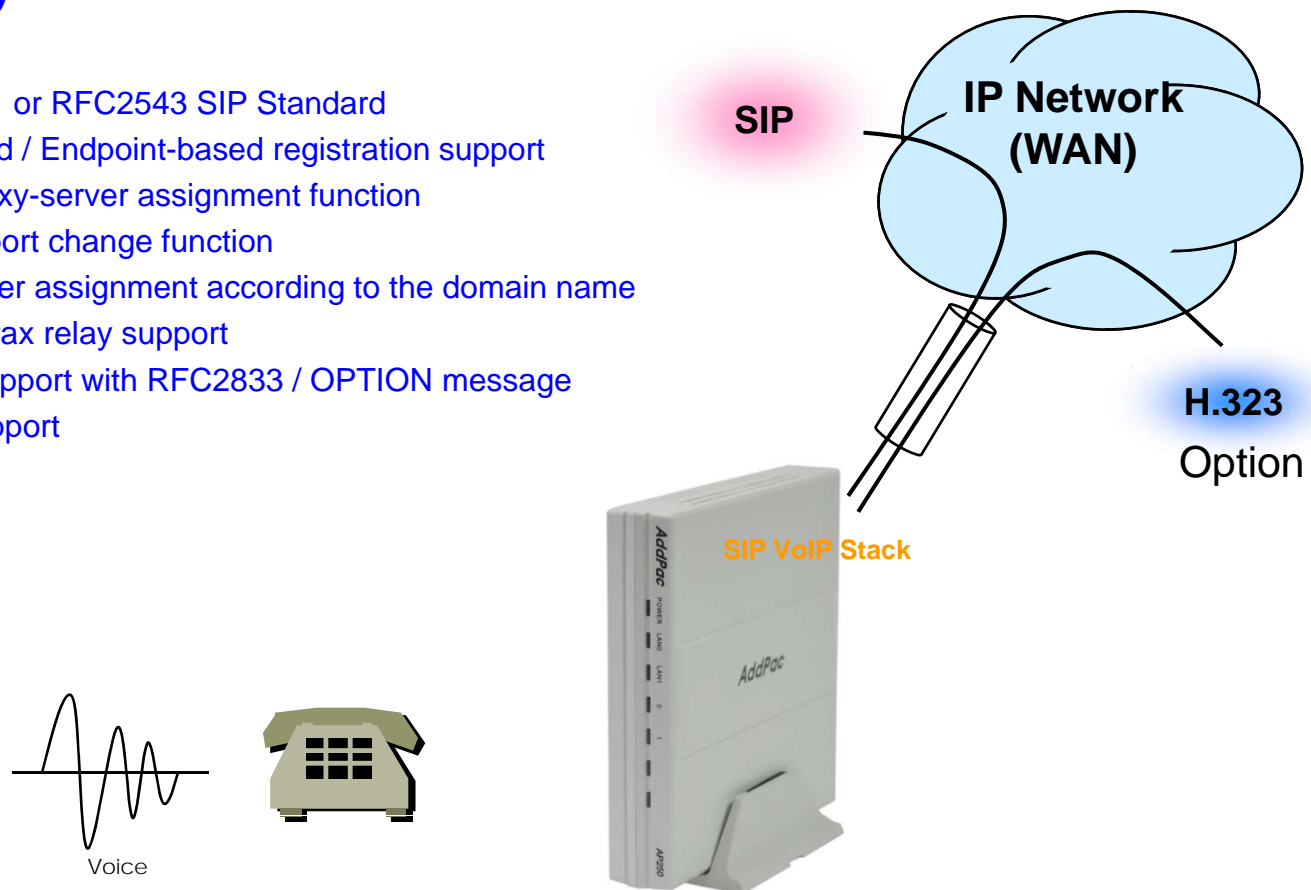 or RFC2543 SIP Standard
d / Endpoint-based registration support
xy-server assignment function
ort change function
er assignment according to the domain name
ax relay support
pport with RFC2833 / OPTION message
port
SIP
IP Network
(WAN)
H.323
Option
SIP VoIP Stack
AddPac
POWER
LAN0
LAN1
0
1
AddPac
AP250
Voice